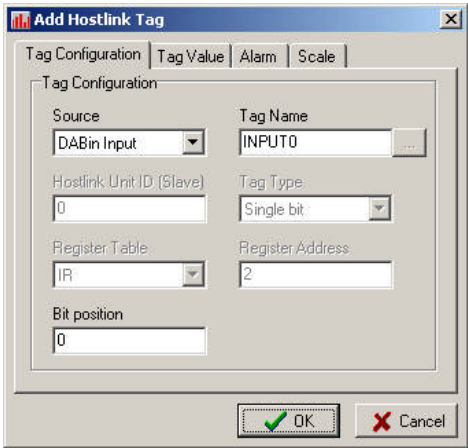 Add Hostlink Tag
Tag Configuration Tag Value Alarm Scale
Tag Configuration
Source Tag Name
DABin Input INPUT0 ...
Hostlink Unit ID (Slave) Tag Type
0 Single bit
Register Table Register Address
IR 2
Bit position
0
OK Cancel